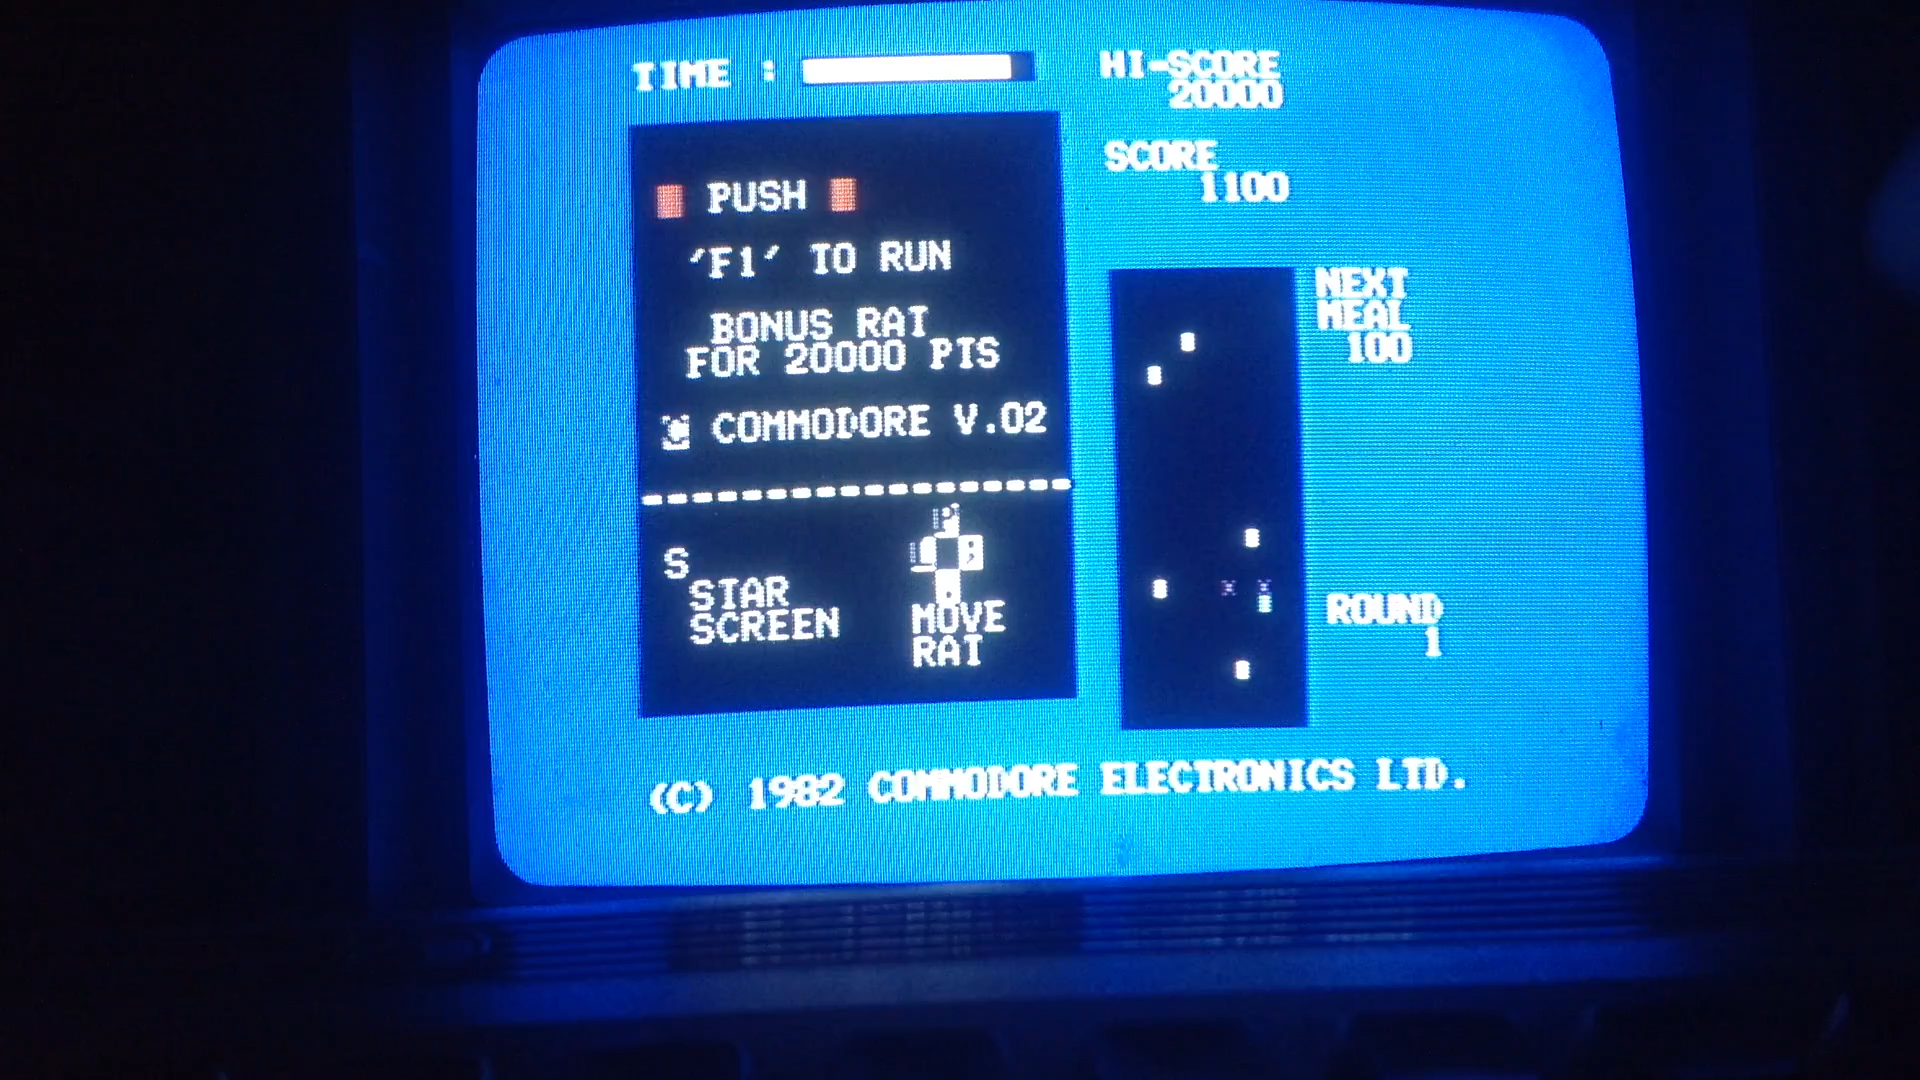 TIME :
HI-SCORE
20000
SCORE
1100
PUSH
'F1' TO RUN
BONUS RAT
FOR 20000 PTS
COMMODORE V.02
S
STAR
SCREEN
P
L
;
.
MOVE
RAT
NEXT
MEAL
100
ROUND
1
(C) 1982 COMMODORE ELECTRONICS LTD.